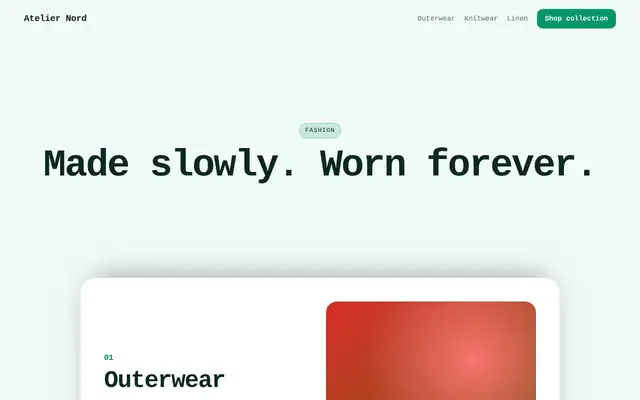 Atelier Nord
Outerwear Knitwear Linen Shop collection
FASHION
Made slowly. Worn forever.
01
Outerwear